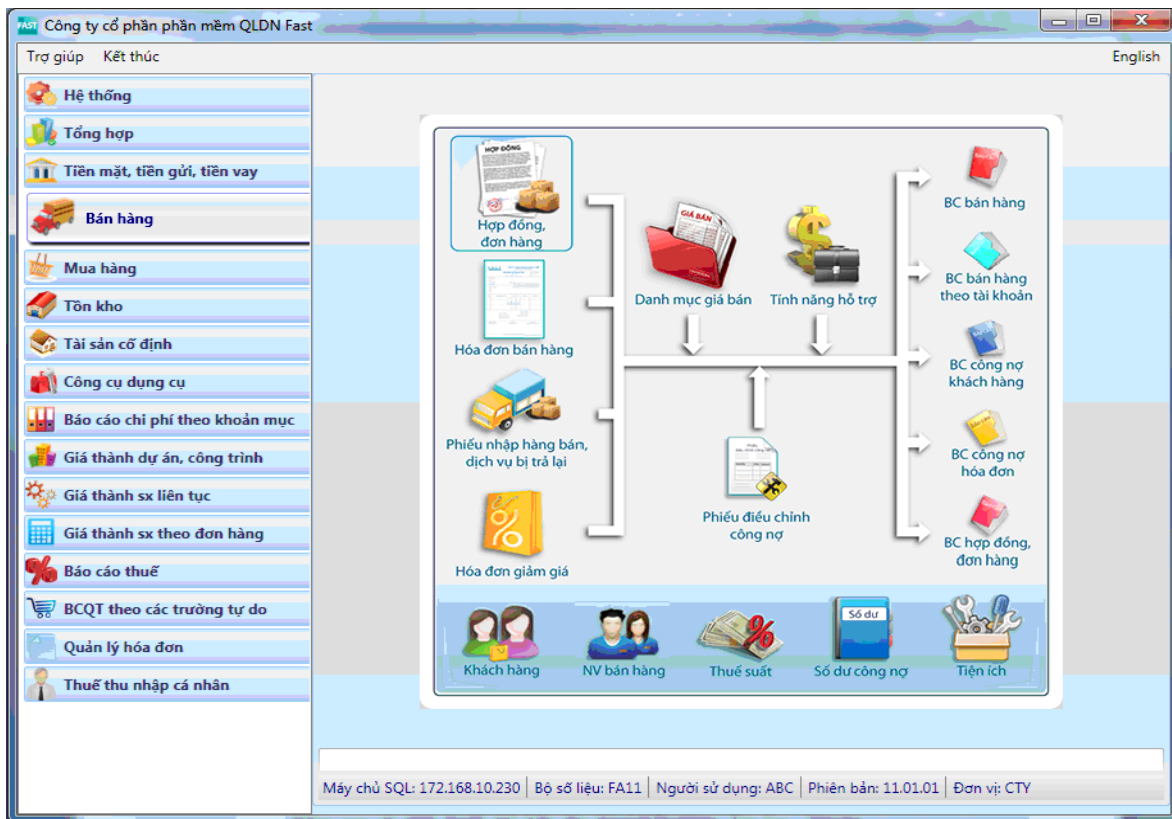 FAST Công ty cổ phần phần mềm QLDN Fast
Trợ giúp Kết thúc English
Hệ thống
Tổng hợp
Tiền mặt, tiền gửi, tiền vay
Bán hàng
Mua hàng
Tồn kho
Tài sản cố định
Công cụ dụng cụ
Báo cáo chi phí theo khoản mục
Giá thành dự án, công trình
Giá thành sx liên tục
Giá thành sx theo đơn hàng
Báo cáo thuế
BCQT theo các trường tự do
Quản lý hóa đơn
Thuế thu nhập cá nhân
HỢP ĐỒNG
Hợp đồng,
đơn hàng
Hóa đơn bán hàng
Phiếu nhập hàng bán,
dịch vụ bị trả lại
Hóa đơn giảm giá
GIÁ BÁN
Danh mục giá bán
Tính năng hỗ trợ
Phiếu điều chỉnh
công nợ
BC bán hàng
BC bán hàng
theo tài khoản
BC công nợ
khách hàng
BC công nợ
hóa đơn
BC hợp đồng,
đơn hàng
Khách hàng
NV bán hàng
Thuế suất
Số dư
Số dư công nợ
Tiện ích
Máy chủ SQL: 172.168.10.230 Bộ số liệu: FA11 Người sử dụng: ABC Phiên bản: 11.01.01 Đơn vị: CTY